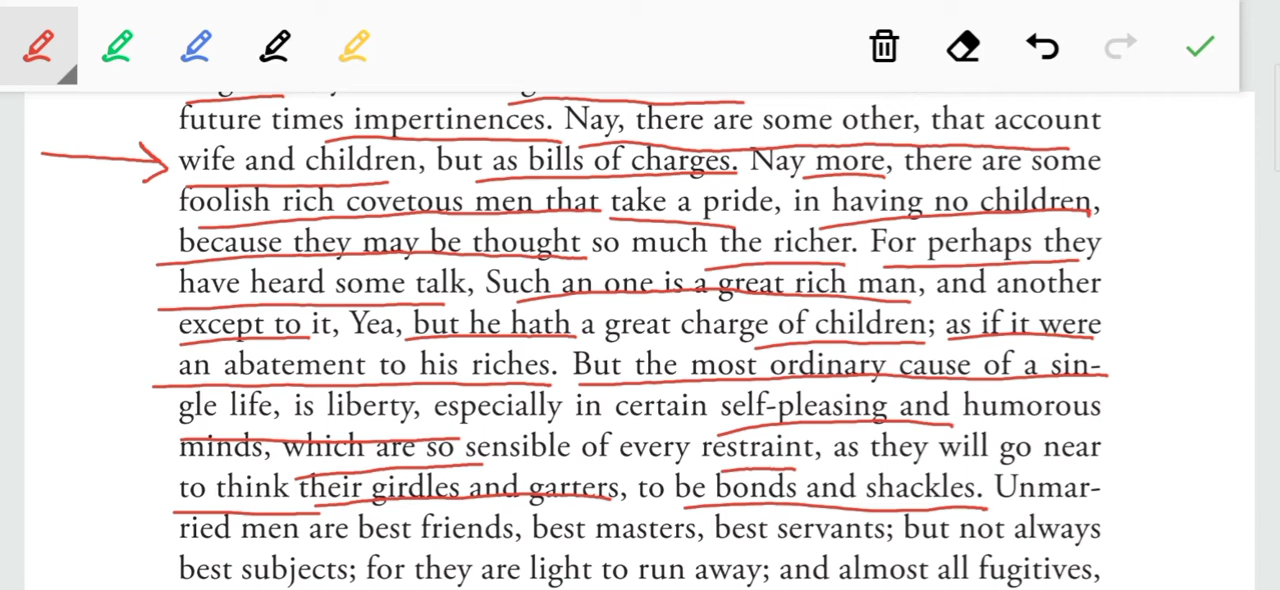 future times impertinences. Nay, there are some other, that account
wife and children, but as bills of charges. Nay more, there are some
foolish rich covetous men that take a pride, in having no children,
because they may be thought so much the richer. For perhaps they
have heard some talk, Such an one is a great rich man, and another
except to it, Yea, but he hath a great charge of children; as if it were
an abatement to his riches. But the most ordinary cause of a sin-
gle life, is liberty, especially in certain self-pleasing and humorous
minds, which are so sensible of every restraint, as they will go near
to think their girdles and garters, to be bonds and shackles. Unmar-
ried men are best friends, best masters, best servants; but not always
best subjects; for they are light to run away; and almost all fugitives,